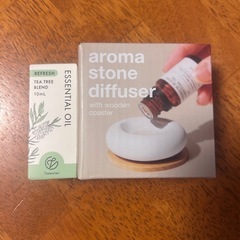 REFRESH
TEA TREE
BLEND
10mL
ESSENTIAL OIL
aroma
stone
diffuser
with wooden
coaster